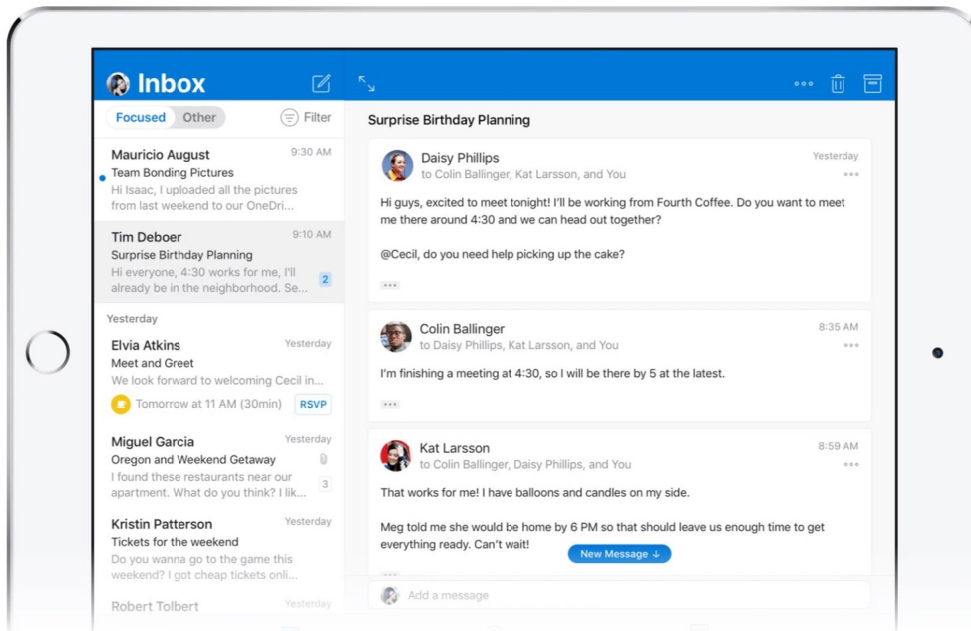 Inbox
Focused Other Filter
Mauricio August 9:30 AM
Team Bonding Pictures
Hi Isaac, I uploaded all the pictures
from last weekend to our OneDri...
Tim Deboer 9:10 AM
Surprise Birthday Planning
Hi everyone, 4:30 works for me, I'll
already be in the neighborhood. Se... 2
Yesterday
Elvia Atkins Yesterday
Meet and Greet
We look forward to welcoming Cecil in...
Tomorrow at 11 AM (30min) RSVP
Miguel Garcia Yesterday
Oregon and Weekend Getaway
I found these restaurants near our
apartment. What do you think? I lik... 3
Kristin Patterson Yesterday
Tickets for the weekend
Do you wanna go to the game this
weekend? I got cheap tickets onli...
Robert Tolbert Yesterday
Surprise Birthday Planning
Daisy Phillips Yesterday
to Colin Ballinger, Kat Larsson, and You
Hi guys, excited to meet tonight! I'll be working from Fourth Coffee. Do you want to meet
me there around 4:30 and we can head out together?
@Cecil, do you need help picking up the cake?
Colin Ballinger 8:35 AM
to Daisy Phillips, Kat Larsson, and You
I'm finishing a meeting at 4:30, so I will be there by 5 at the latest.
Kat Larsson 8:59 AM
to Colin Ballinger, Daisy Phillips, and You
That works for me! I have balloons and candles on my side.
Meg told me she would be home by 6 PM so that should leave us enough time to get
everything ready. Can't wait!
New Message ↓
Add a message